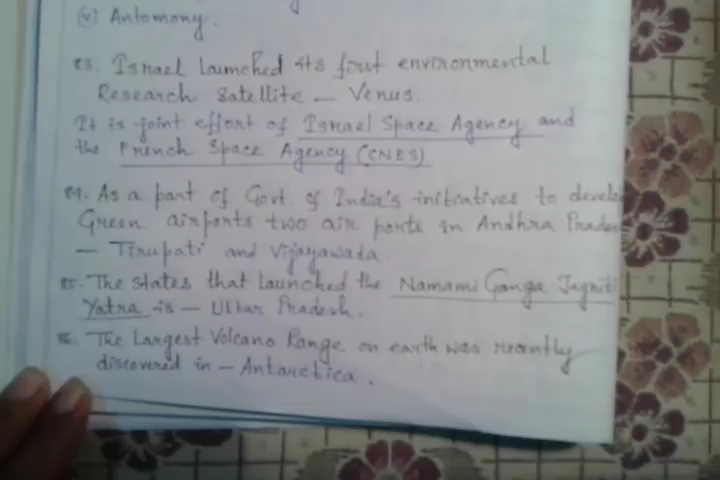 (v) Antomony.
83. Israel launched its first environmental
Research Satellite — Venus.
It is joint effort of Israel Space Agency and
the French Space Agency (CNES)
84. As a part of Govt. of India's initiatives to develo
Green airports two air ports in Andhra Prade
— Tirupati and Vijayawada.
85. The states that launched the Namami Ganga Jagriti
Yatra is — Uttar Pradesh.
86. The Largest Volcano Range on earth was recently
discovered in — Antarctica.